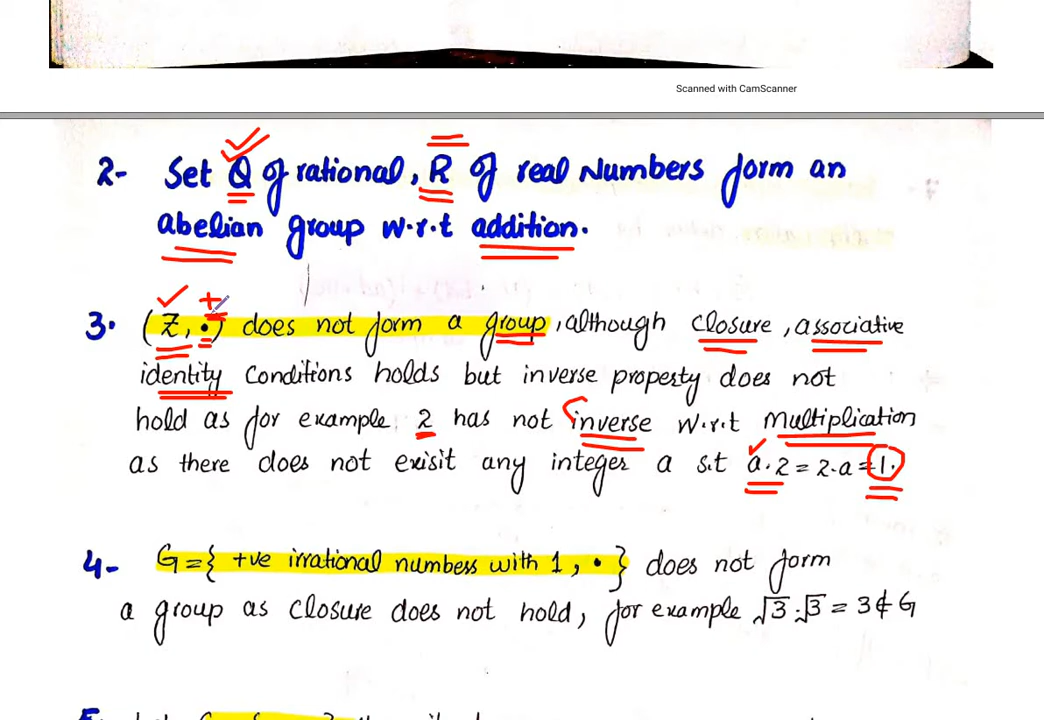 Scanned with CamScanner
2- Set Q of rational, R of real Numbers form an
abelian group w.r.t addition.
+
3. (Z, •) does not form a group, although closure, associative
identity Conditions holds but inverse property does not
hold as for example 2 has not inverse w.r.t multiplication
as there does not exisit any integer a s.t a.2 = 2.a = 1.
4- G = { +ve irrational numbers with 1, • } does not form
a group as closure does not hold, for example √3.√3 = 3 ∉ G